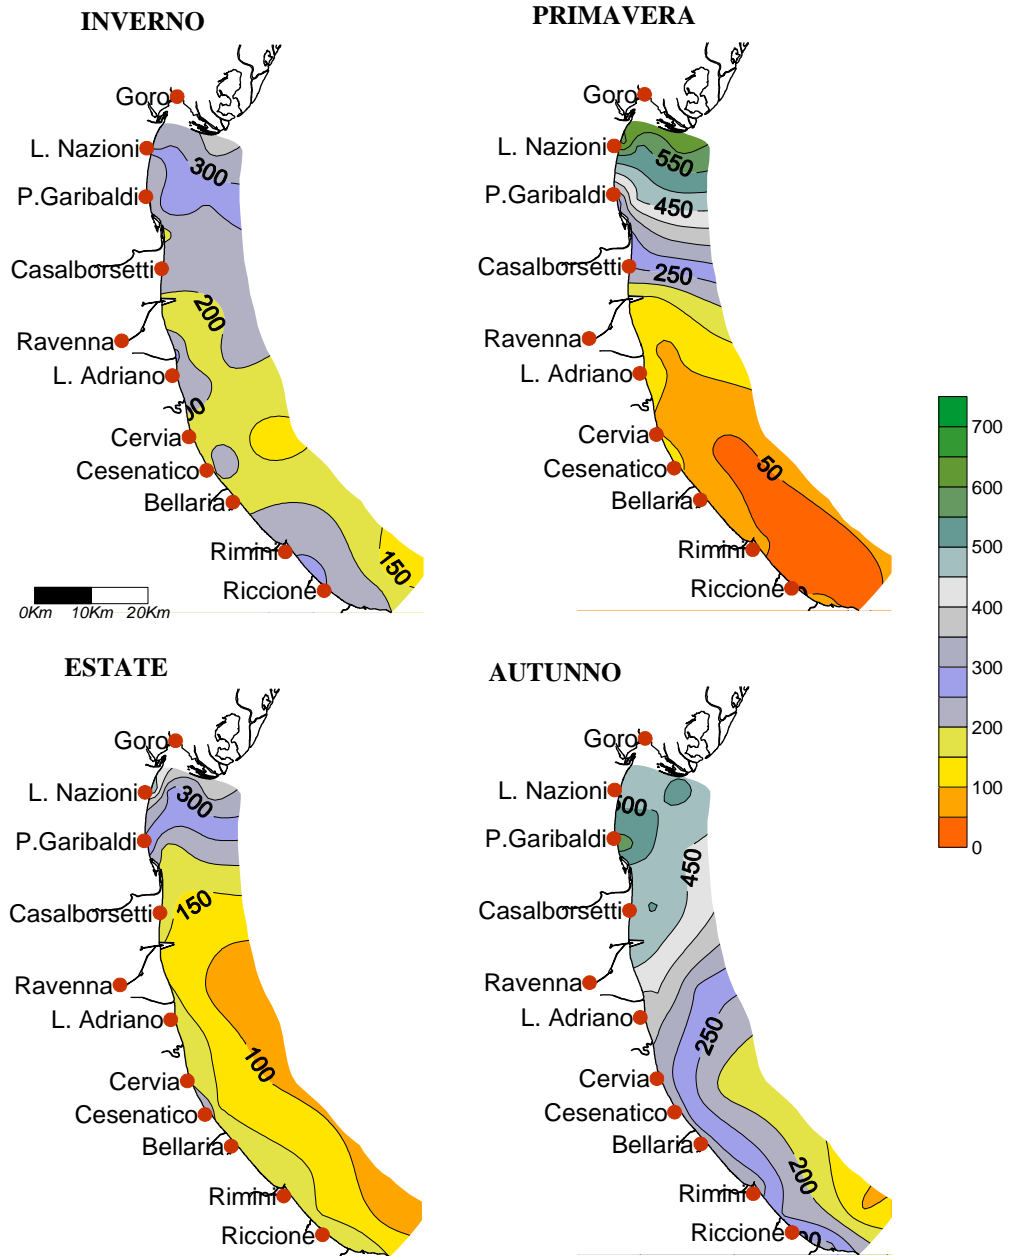 INVERNO
Goro
L. Nazioni
300
P.Garibaldi
Casalborsetti
200
Ravenna
L. Adriano
Cervia
Cesenatico
Bellaria
Rimini
150
Riccione
0Km 10Km 20Km
PRIMAVERA
Goro
L. Nazioni
550
P.Garibaldi
450
Casalborsetti
250
Ravenna
L. Adriano
Cervia
Cesenatico
50
Bellaria
Rimini
Riccione
700
600
500
400
300
200
100
0
ESTATE
Goro
L. Nazioni
300
P.Garibaldi
Casalborsetti
150
Ravenna
L. Adriano
100
Cervia
Cesenatico
Bellaria
Rimini
Riccione
AUTUNNO
Goro
L. Nazioni
500
P.Garibaldi
450
Casalborsetti
Ravenna
L. Adriano
250
Cervia
Cesenatico
Bellaria
200
Rimini
Riccione